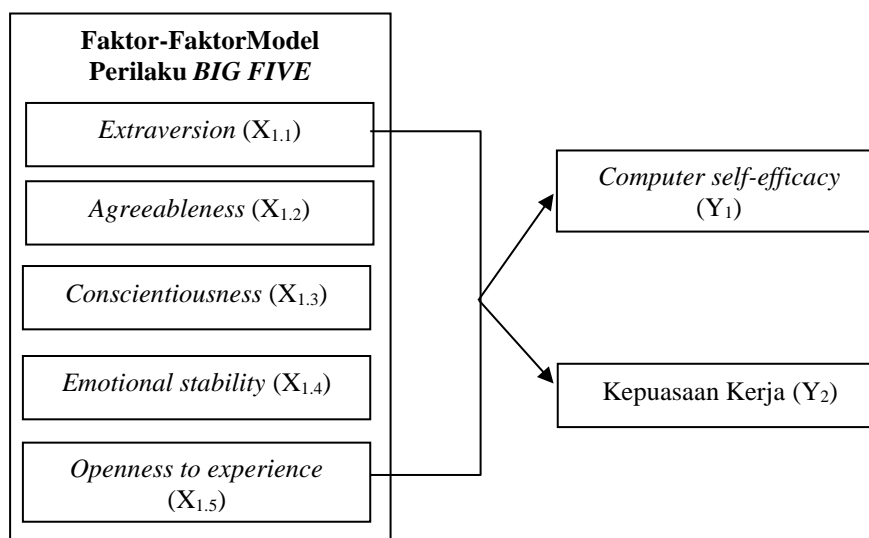 Faktor-FaktorModel
Perilaku BIG FIVE
Extraversion (X1.1)
Agreeableness (X1.2)
Conscientiousness (X1.3)
Emotional stability (X1.4)
Openness to experience
(X1.5)
Computer self-efficacy
(Y1)
Kepuasaan Kerja (Y2)